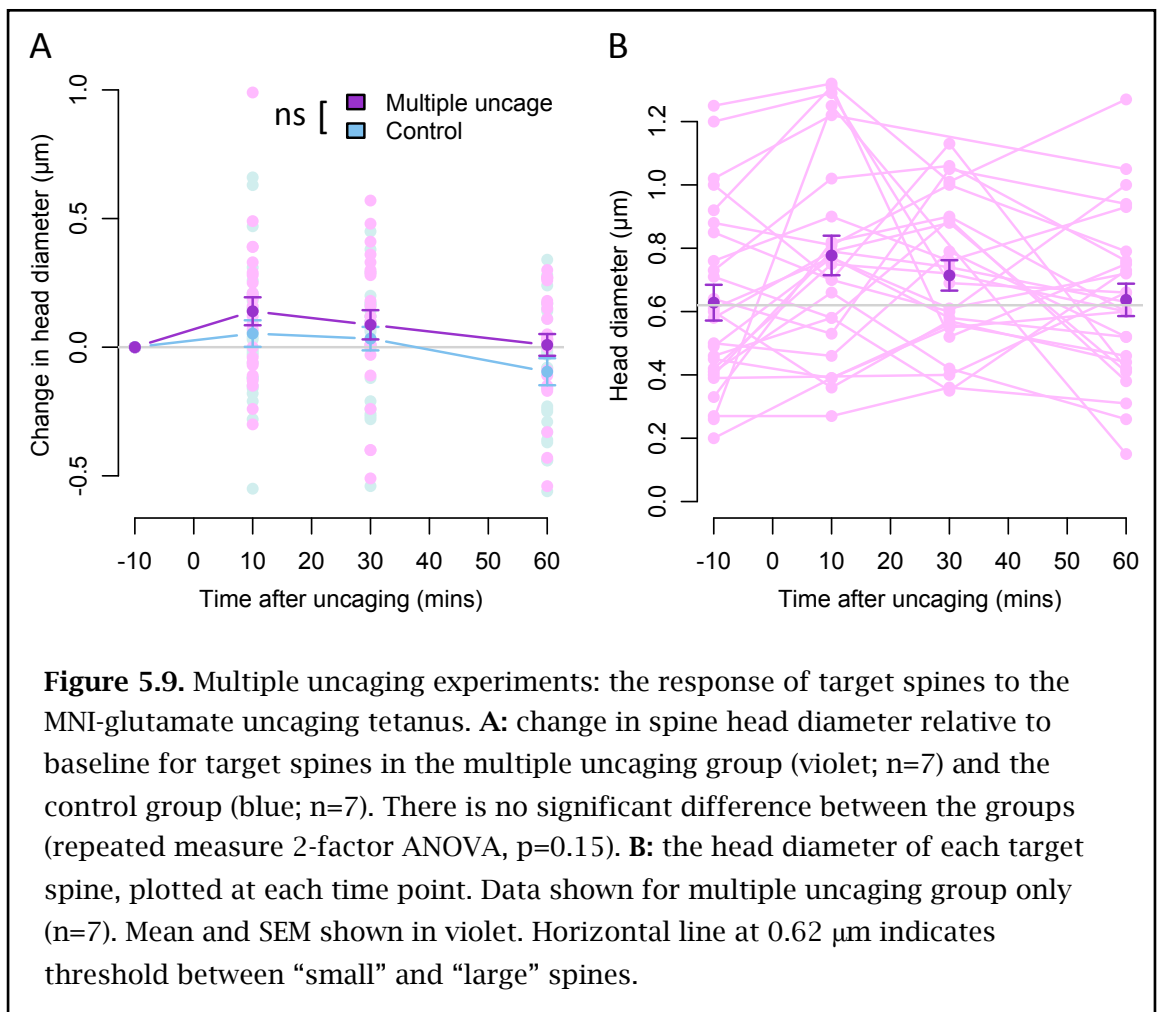 A
B
ns [
Multiple uncage
Control
Change in head diameter (μm)
1.0
0.5
0.0
-0.5
-10 0 10 20 30 40 50 60
Time after uncaging (mins)
Head diameter (μm)
1.2
1.0
0.8
0.6
0.4
0.2
0.0
-10 0 10 20 30 40 50 60
Time after uncaging (mins)
Figure 5.9. Multiple uncaging experiments: the response of target spines to the
MNI-glutamate uncaging tetanus. A: change in spine head diameter relative to
baseline for target spines in the multiple uncaging group (violet; n=7) and the
control group (blue; n=7). There is no significant difference between the groups
(repeated measure 2-factor ANOVA, p=0.15). B: the head diameter of each target
spine, plotted at each time point. Data shown for multiple uncaging group only
(n=7). Mean and SEM shown in violet. Horizontal line at 0.62 μm indicates
threshold between “small” and “large” spines.